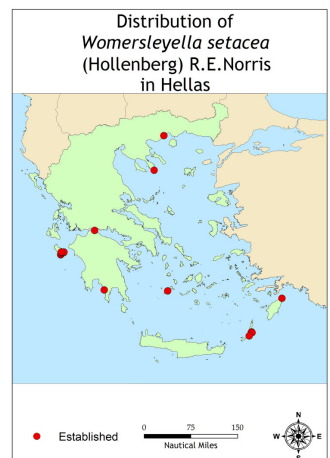 Distribution of
Womersleyella setacea
(Hollenberg) R.E.Norris
in Hellas
N
W E
S
Established
0 75 150
Nautical Miles